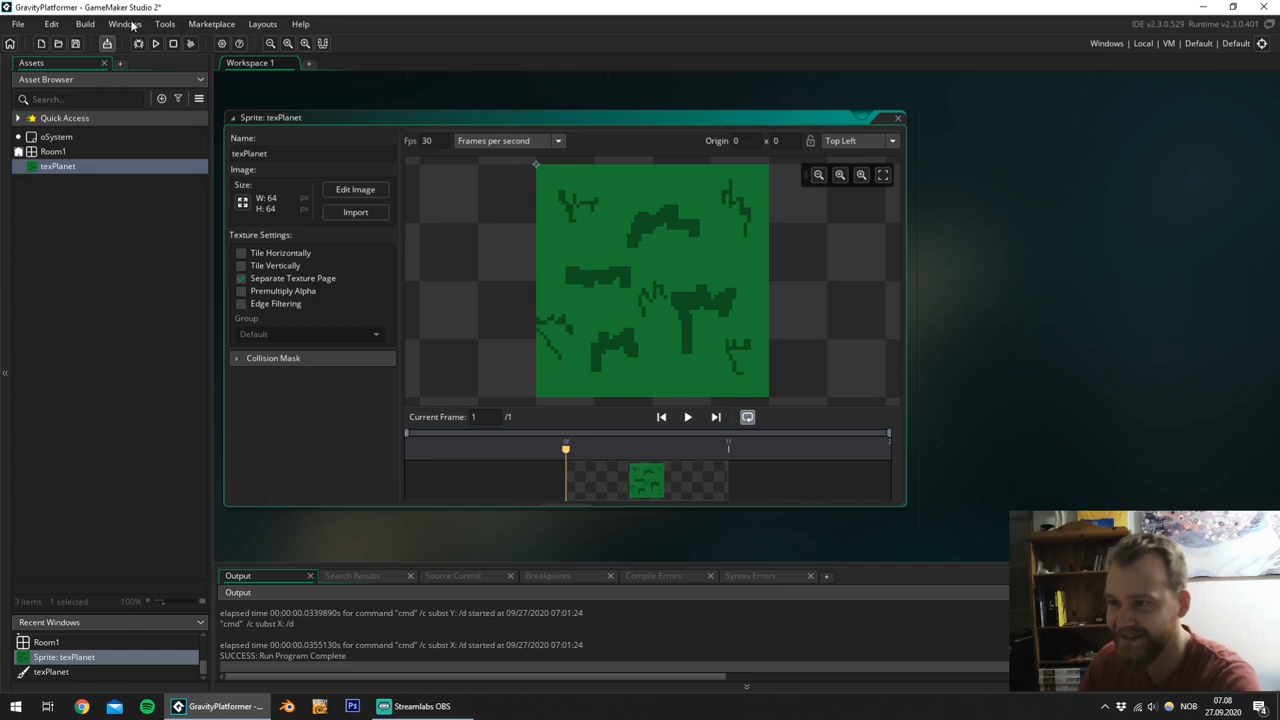 GravityPlatformer - GameMaker Studio 2*
File Edit Build Windows Tools Marketplace Layouts Help
IDE v2.3.0.529 Runtime v2.3.0.401
Windows | Local | VM | Default | Default
Assets
Workspace 1
Asset Browser
Search...
Quick Access
oSystem
Room1
texPlanet
Sprite: texPlanet
Name:
texPlanet
Image:
Size:
W: 64 px
H: 64
Edit Image
Import
Texture Settings:
Tile Horizontally
Tile Vertically
Separate Texture Page
Premultiply Alpha
Edge Filtering
Group
Default
Collision Mask
Fps 30 Frames per second
Origin 0 x 0 Top Left
Current Frame: 1 /1
0f 1f 2
3 items 1 selected 100%
Recent Windows
Room1
Sprite: texPlanet
texPlanet
Output Search Results Source Control Breakpoints Compile Errors Syntax Errors
Output
elapsed time 00:00:00.0339890s for command "cmd" /c subst Y: /d started at 09/27/2020 07:01:24
"cmd" /c subst X: /d
elapsed time 00:00:00.0355130s for command "cmd" /c subst X: /d started at 09/27/2020 07:01:24
SUCCESS: Run Program Complete
GravityPlatformer -...
Ps
Streamlabs OBS
NOB
07.08
27.09.2020
4